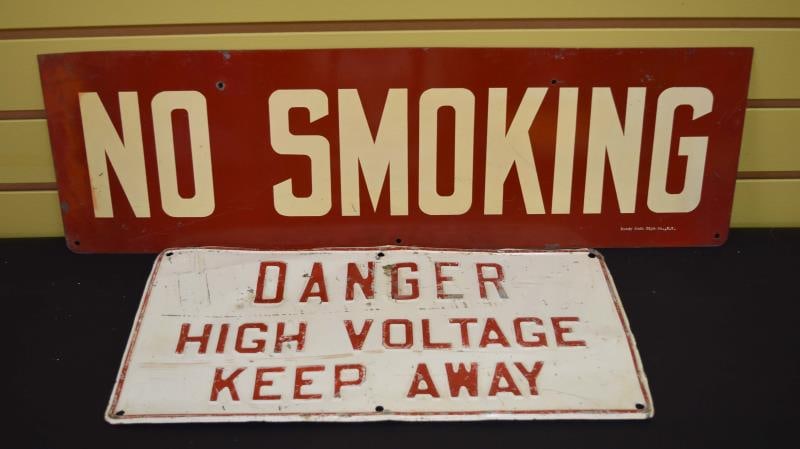 NO SMOKING
DANGER
HIGH VOLTAGE
KEEP AWAY